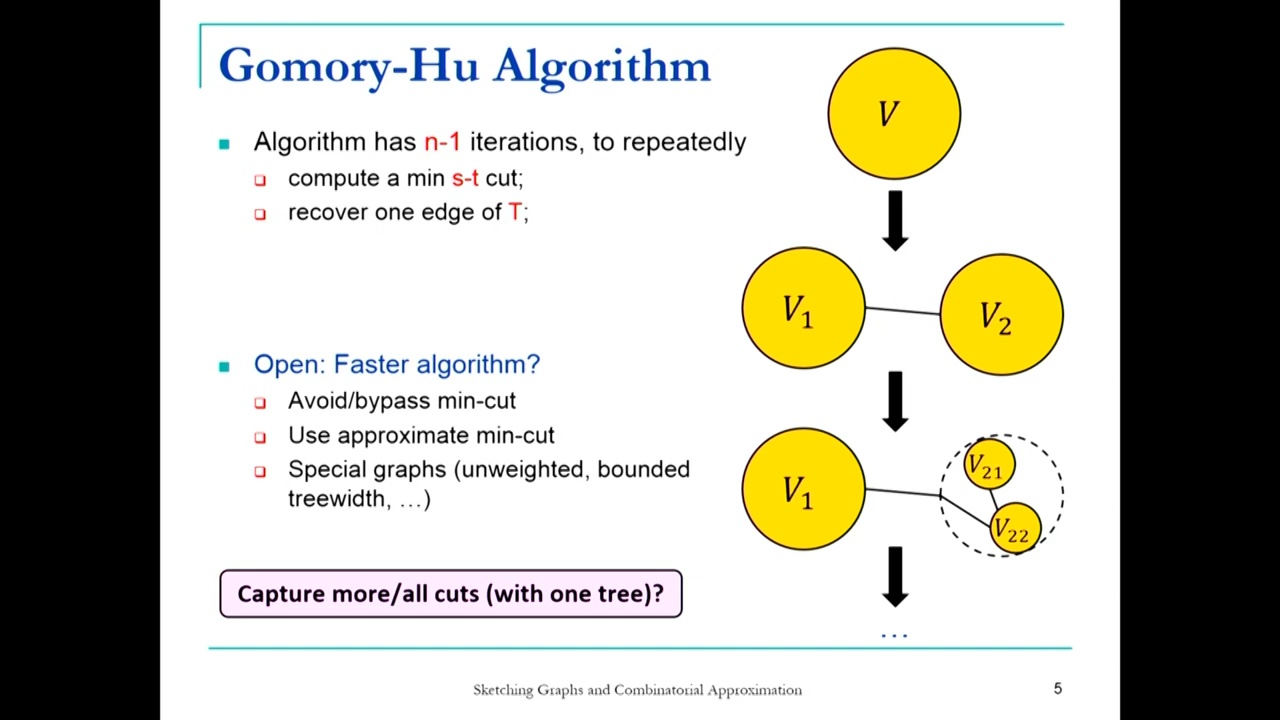 Gomory-Hu Algorithm
Algorithm has n-1 iterations, to repeatedly
compute a min s-t cut;
recover one edge of T;
Open: Faster algorithm?
Avoid/bypass min-cut
Use approximate min-cut
Special graphs (unweighted, bounded
treewidth, ...)
Capture more/all cuts (with one tree)?
V
V₁
V₂
V₁
V₂₁
V₂₂
...
Sketching Graphs and Combinatorial Approximation
5